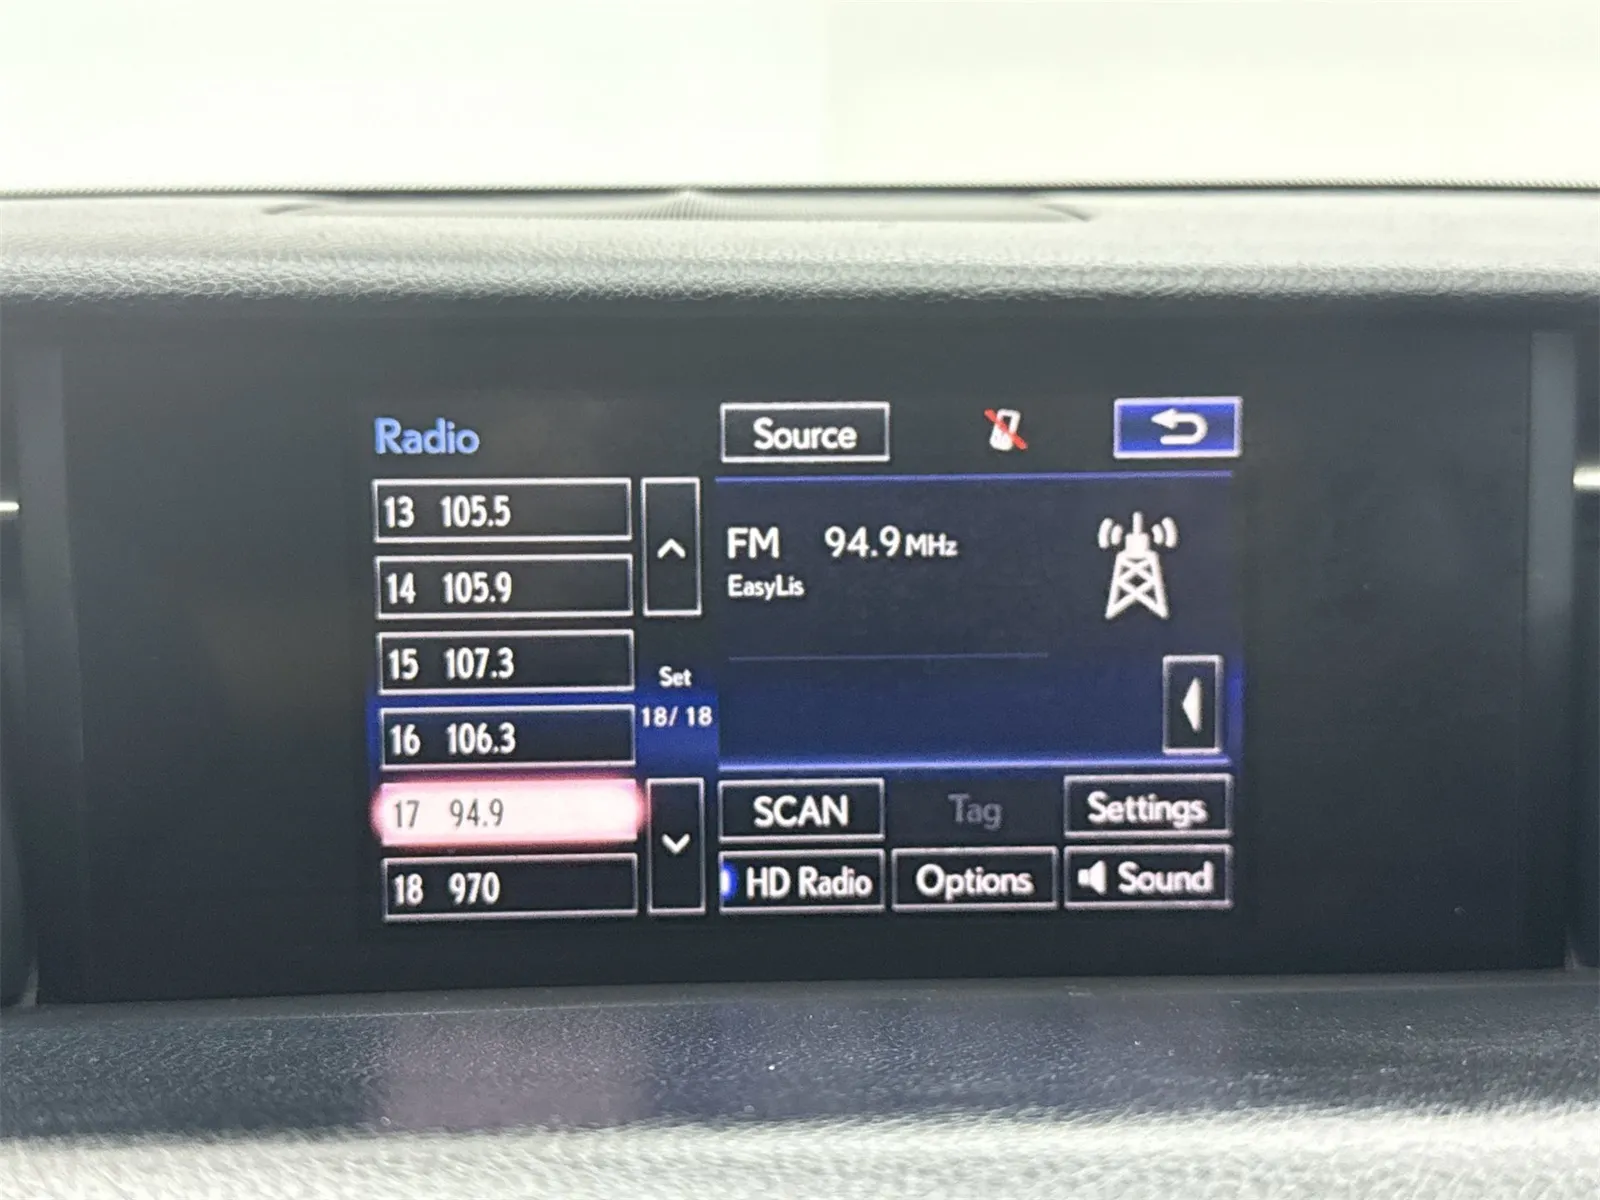 Radio
Source
13 105.5
14 105.9
15 107.3
16 106.3
17 94.9
18 970
Set
18/ 18
FM 94.9 MHz
EasyLis
SCAN
Tag
Settings
HD Radio
Options
Sound